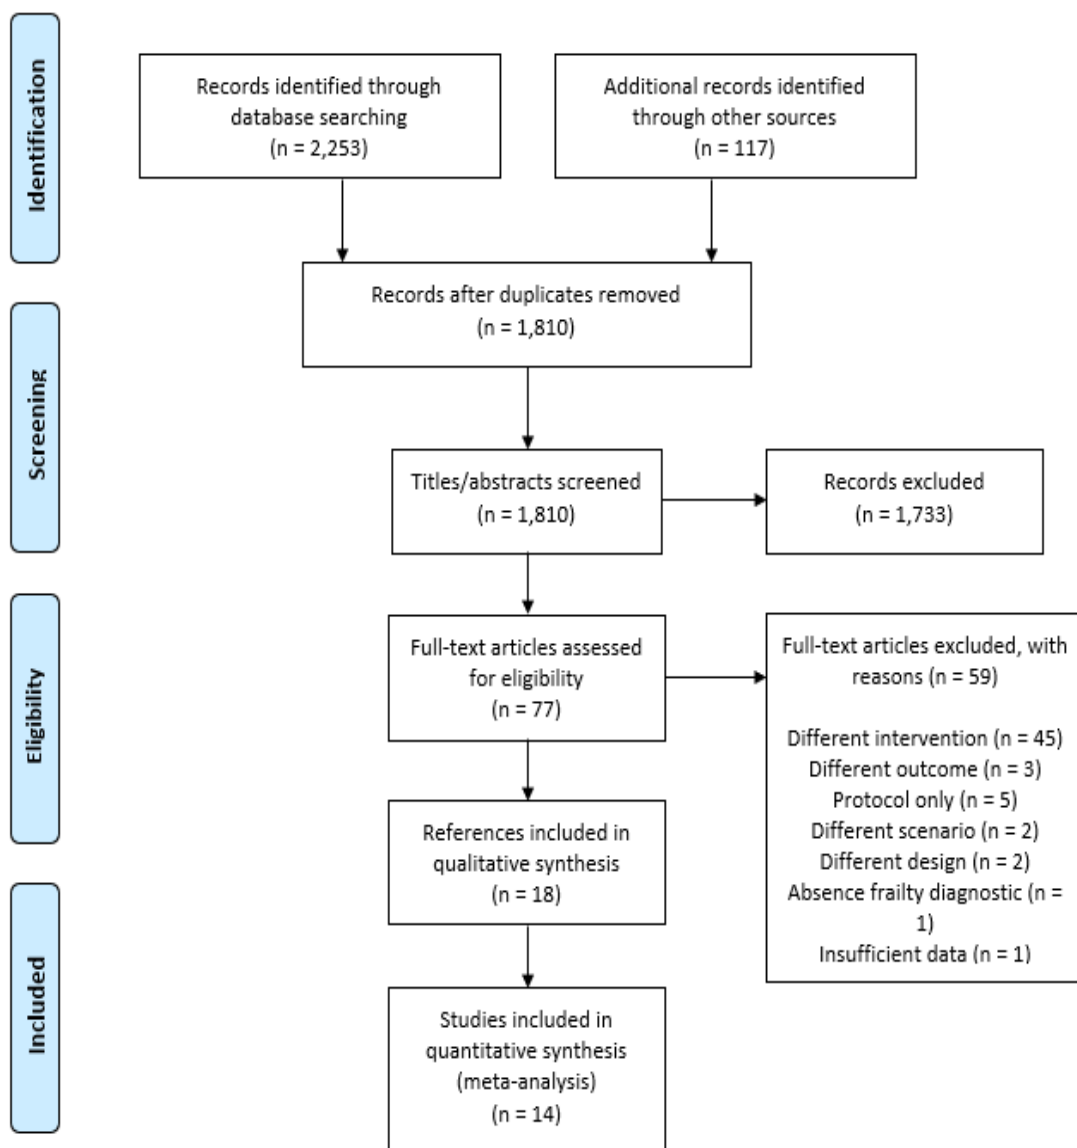 Identification
Records identified through
database searching
(n = 2,253)
Additional records identified
through other sources
(n = 117)
Records after duplicates removed
(n = 1,810)
Screening
Titles/abstracts screened
(n = 1,810)
Records excluded
(n = 1,733)
Eligibility
Full-text articles assessed
for eligibility
(n = 77)
Full-text articles excluded, with
reasons (n = 59)
Different intervention (n = 45)
Different outcome (n = 3)
Protocol only (n = 5)
Different scenario (n = 2)
Different design (n = 2)
Absence frailty diagnostic (n =
1)
Insufficient data (n = 1)
References included in
qualitative synthesis
(n = 18)
Included
Studies included in
quantitative synthesis
(meta-analysis)
(n = 14)